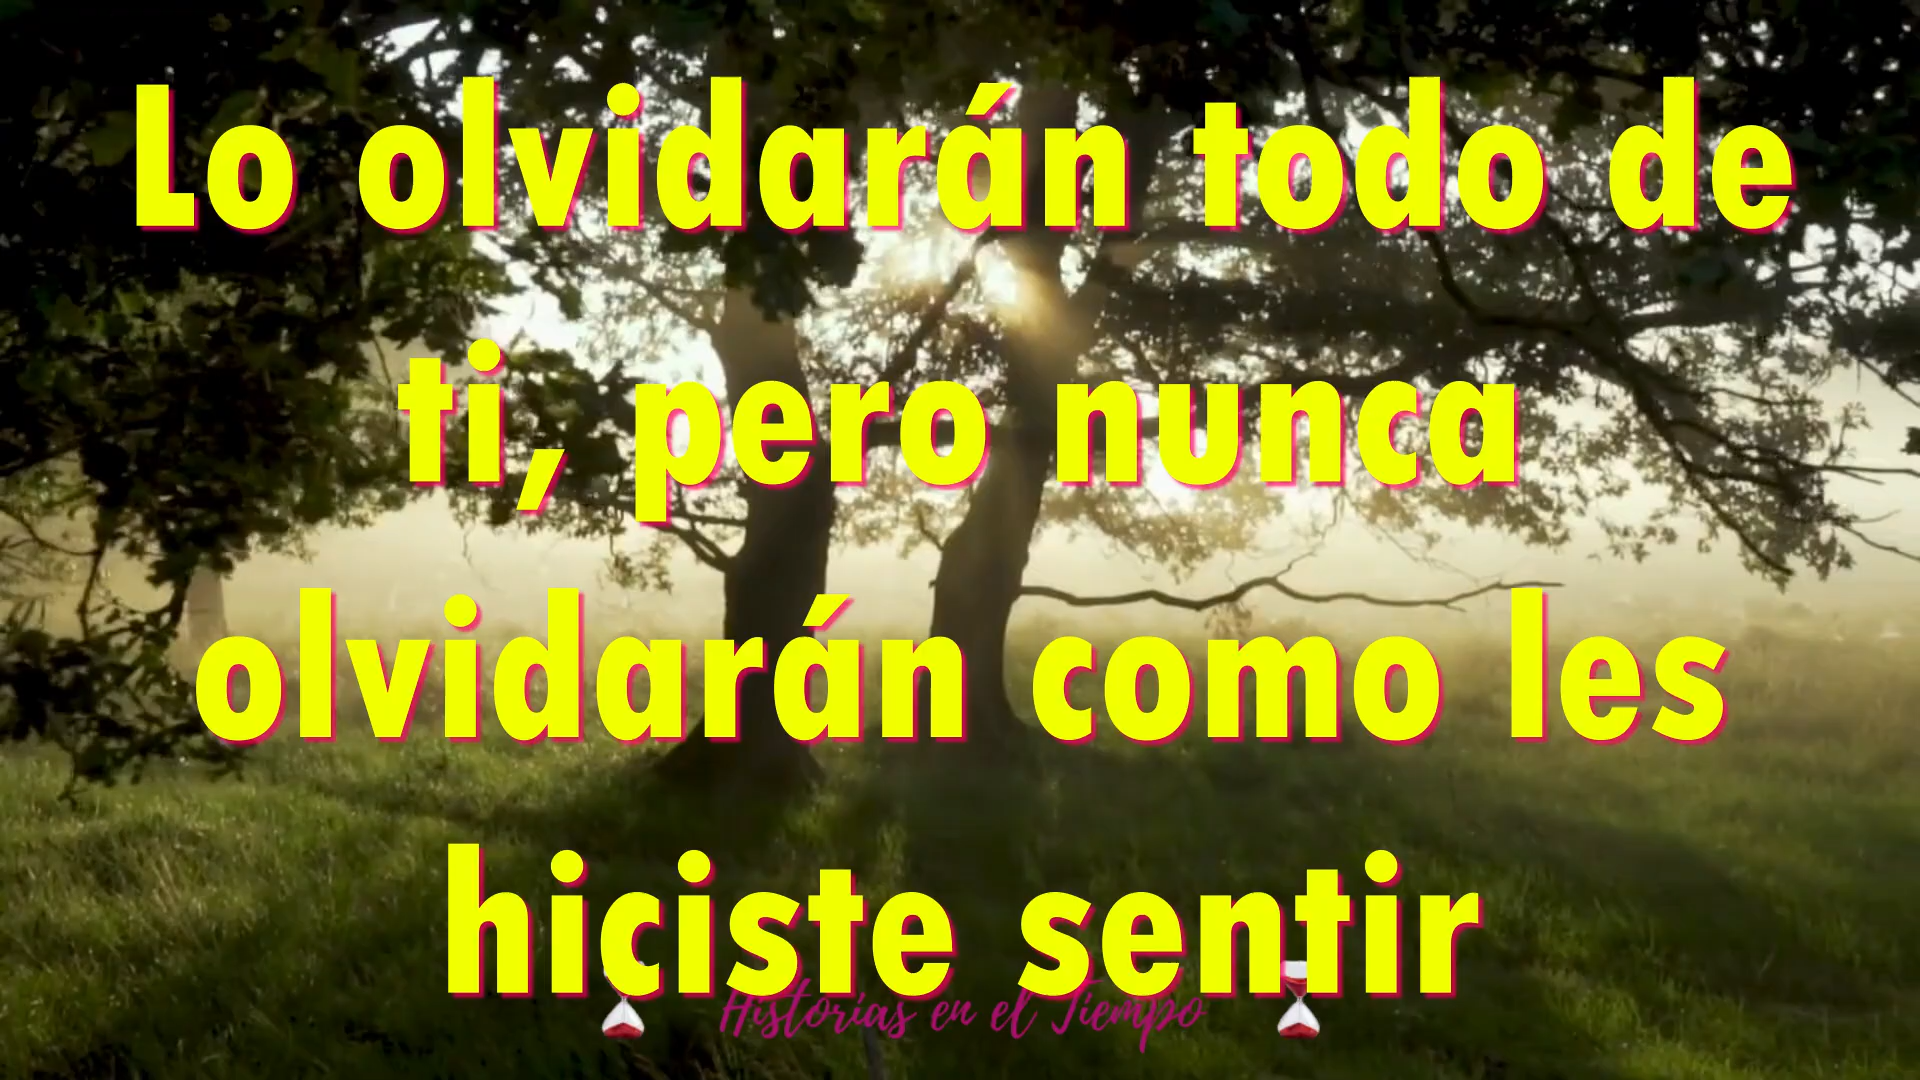 Lo olvidarán todo de
ti, pero nunca
olvidarán como les
hiciste sentir
Historias en el Tiempo